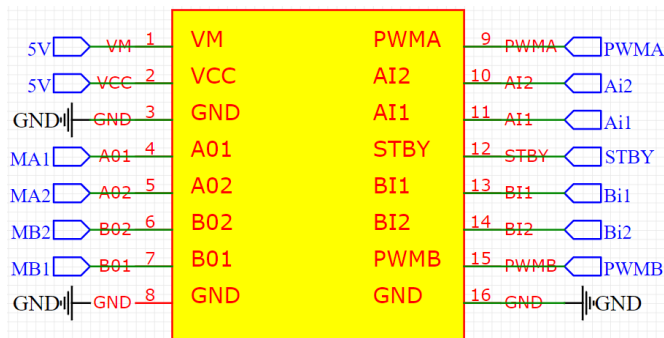 5V VM 1 VM PWMA 9 PWMA PWMA
5V VCC 2 VCC AI2 10 AI2 Ai2
GND GND 3 GND AI1 11 AI1 Ai1
MA1 A01 4 A01 STBY 12 STBY STBY
MA2 A02 5 A02 BI1 13 BI1 Bi1
MB2 B02 6 B02 BI2 14 BI2 Bi2
MB1 B01 7 B01 PWMB 15 PWMB PWMB
GND GND 8 GND GND 16 GND GND